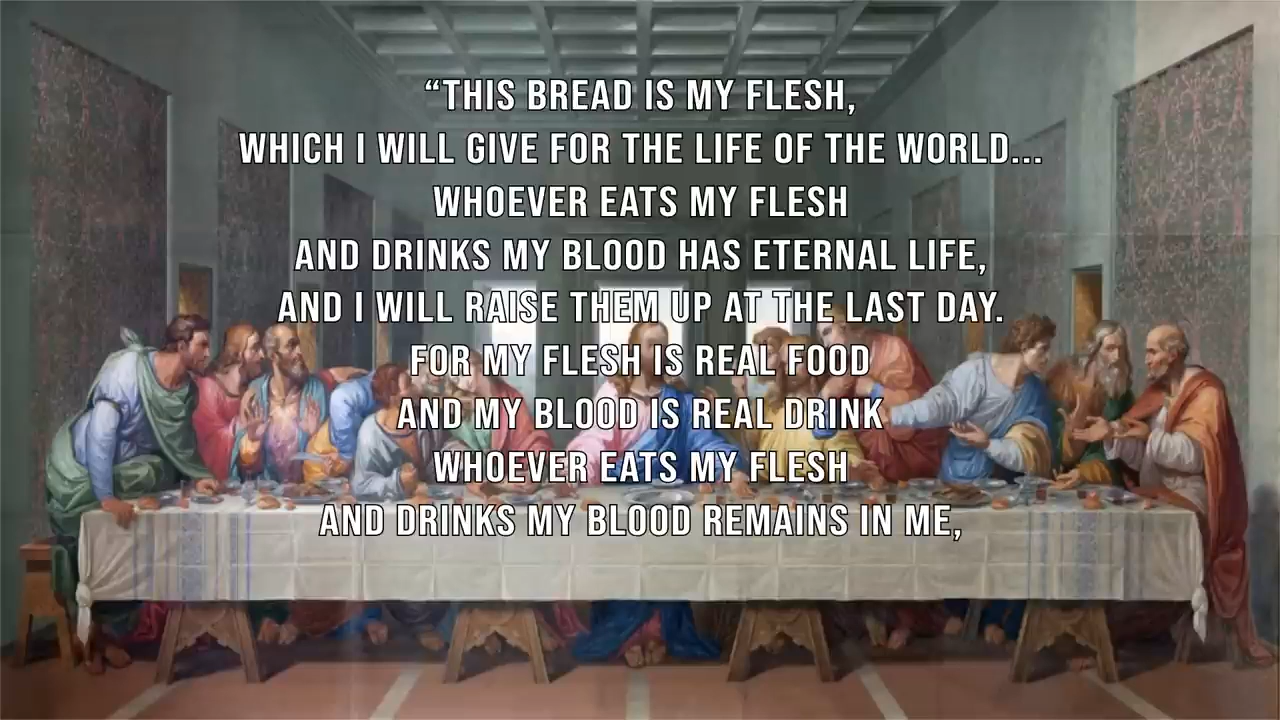 “THIS BREAD IS MY FLESH,
WHICH I WILL GIVE FOR THE LIFE OF THE WORLD...
WHOEVER EATS MY FLESH
AND DRINKS MY BLOOD HAS ETERNAL LIFE,
AND I WILL RAISE THEM UP AT THE LAST DAY.
FOR MY FLESH IS REAL FOOD
AND MY BLOOD IS REAL DRINK
WHOEVER EATS MY FLESH
AND DRINKS MY BLOOD REMAINS IN ME,